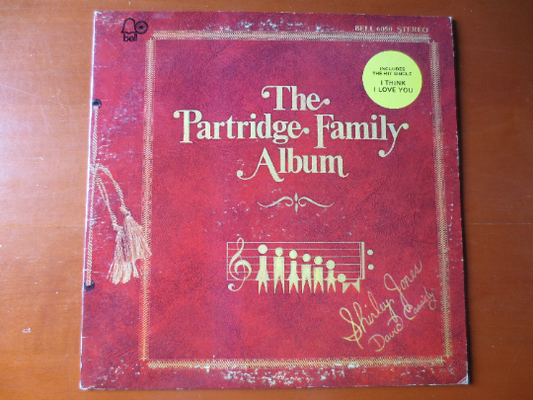 bell
BELL 6050 STEREO
INCLUDES
THE HIT SINGLE
I THINK
I LOVE YOU
The
Partridge Family
Album
Shirley Jones
David Cassidy